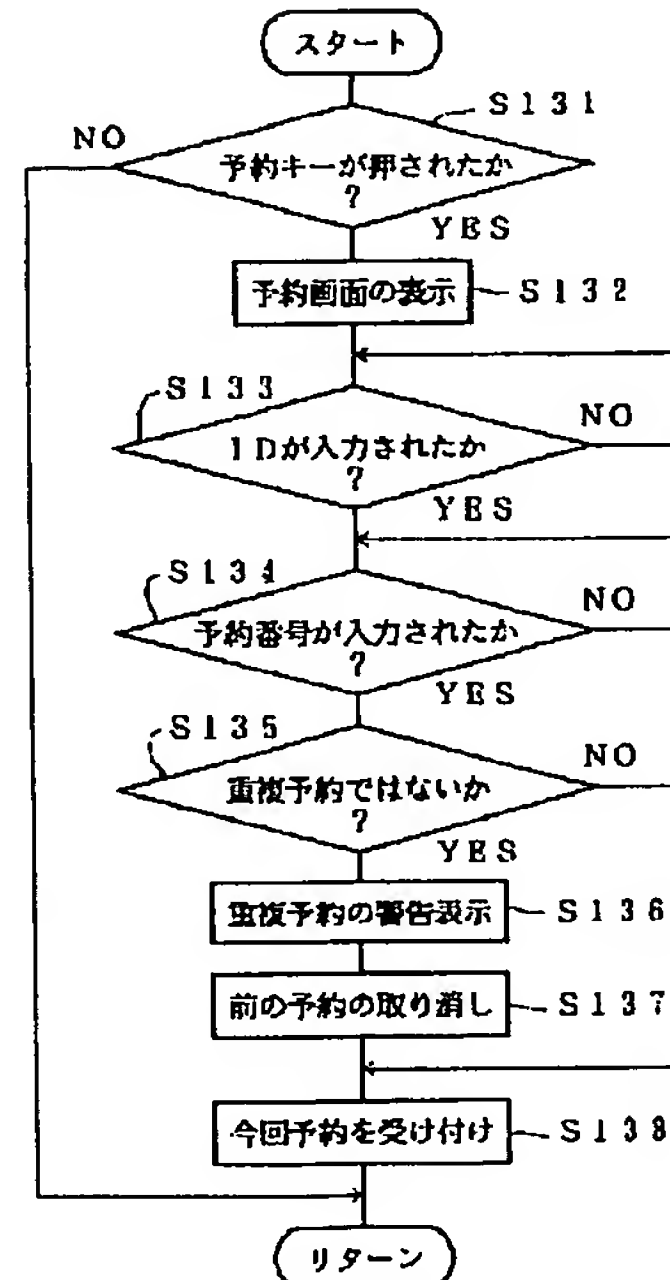 スタート
S131
NO
予約キーが押されたか
?
YES
予約画面の表示
S132
S133
NO
IDが入力されたか
?
YES
S134
NO
予約番号が入力されたか
?
YES
S135
NO
重複予約ではないか
?
YES
重複予約の警告表示
S136
前の予約の取り消し
S137
今回予約を受け付け
S138
リターン